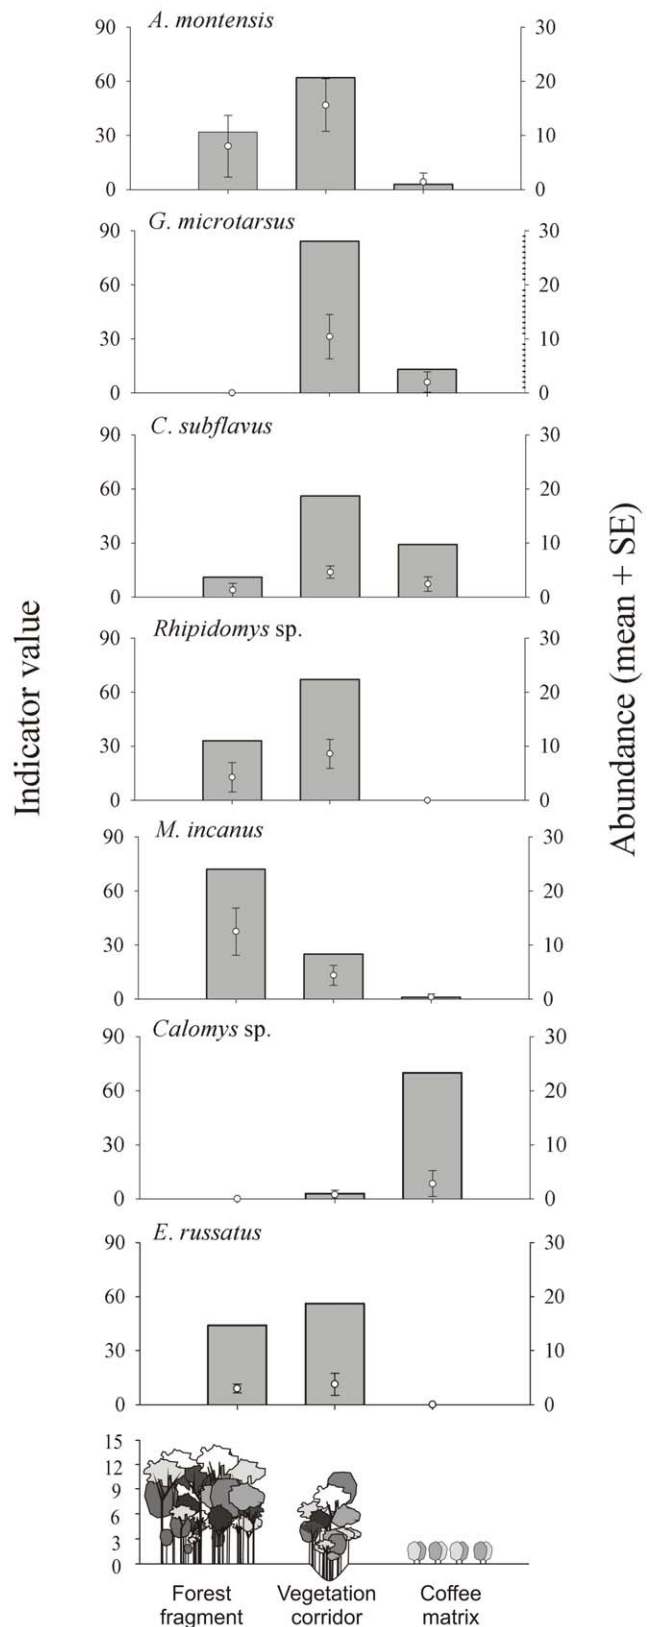 A. montensis
90 30
60 20
30 10
0 0
G. microtarsus
90 30
60 20
30 10
0 0
C. subflavus
90 30
60 20
30 10
0 0
Rhipidomys sp.
90 30
60 20
30 10
0 0
M. incanus
90 30
60 20
30 10
0 0
Calomys sp.
90 30
60 20
30 10
0 0
E. russatus
90 30
60 20
30 10
0 0
15
12
9
6
3
0
Forest fragment
Vegetation corridor
Coffee matrix
Indicator value
Abundance (mean + SE)